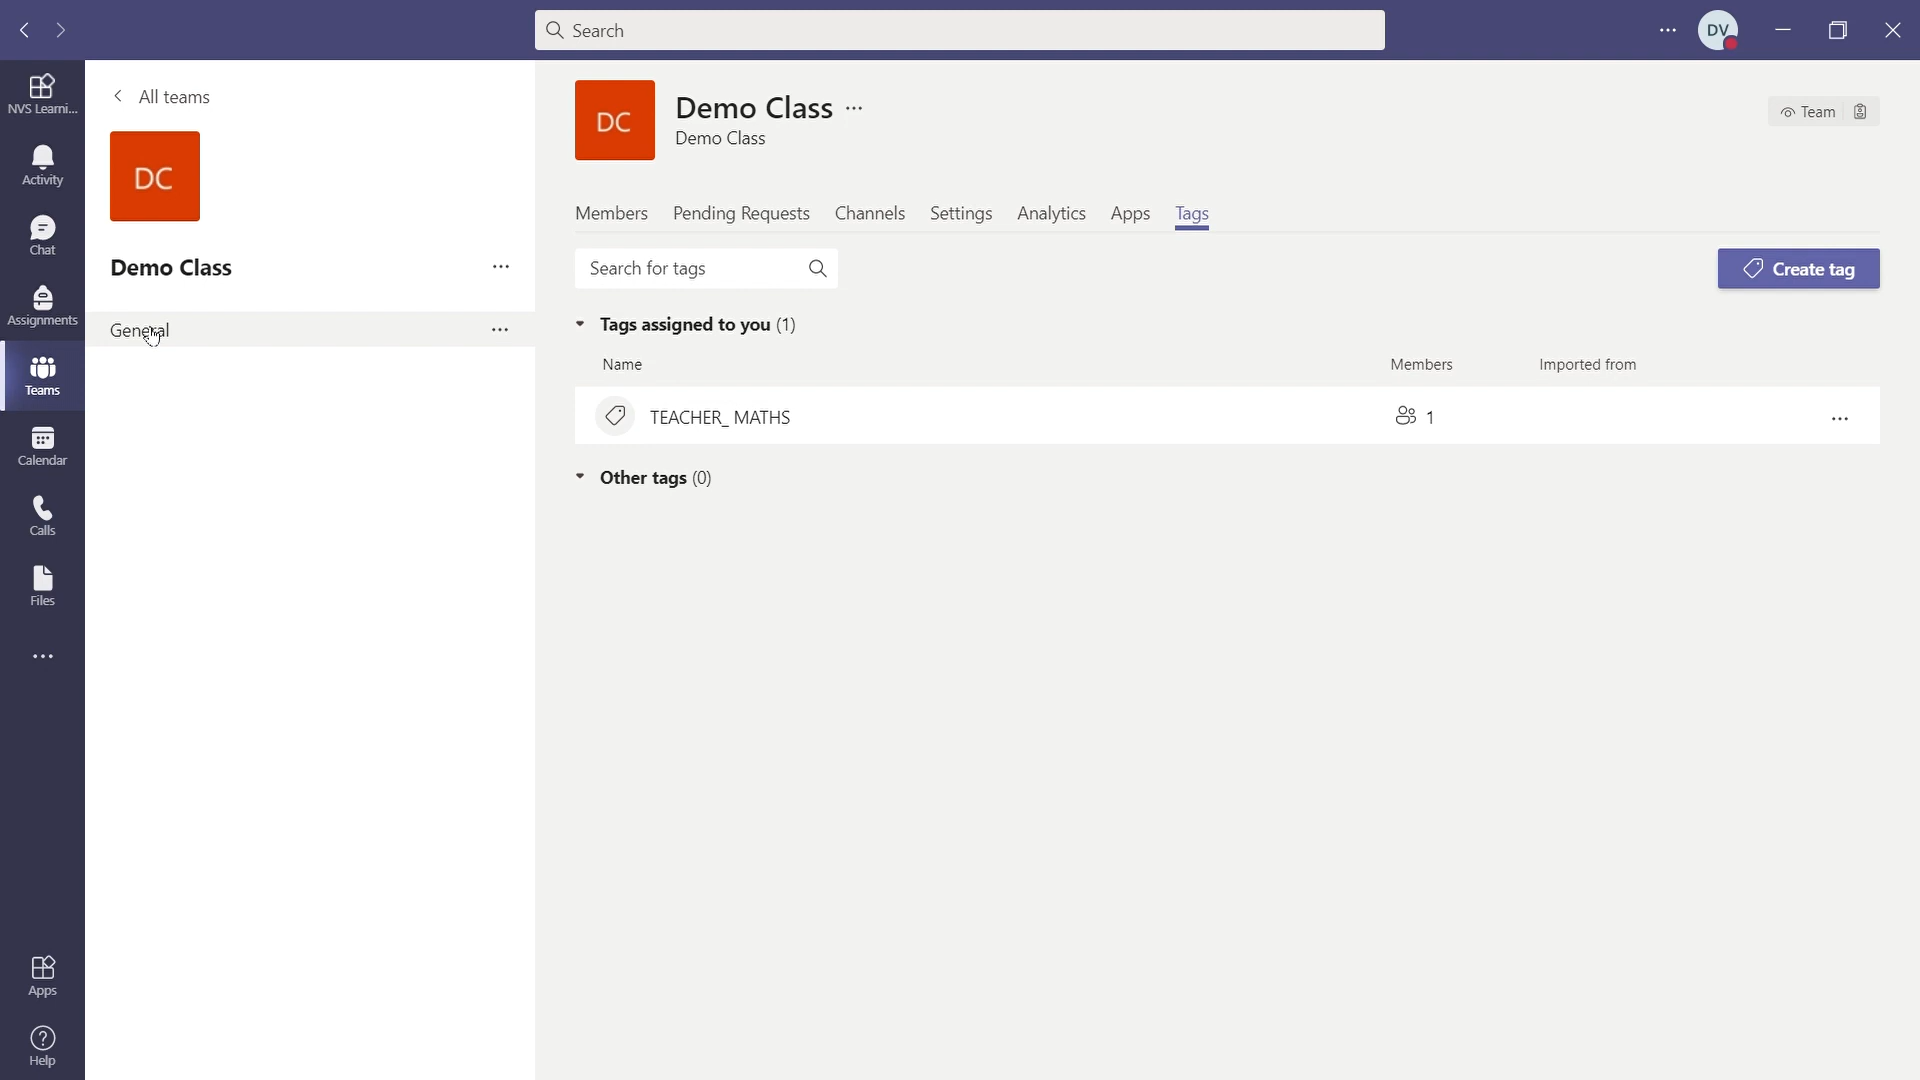 Search
DV
NVS Learni...
Activity
Chat
Assignments
Teams
Calendar
Calls
Files
Apps
Help
All teams
DC
Demo Class
General
DC
Demo Class
Demo Class
Team
Members Pending Requests Channels Settings Analytics Apps Tags
Search for tags
Create tag
Tags assigned to you (1)
Name Members Imported from
TEACHER_ MATHS 1
Other tags (0)